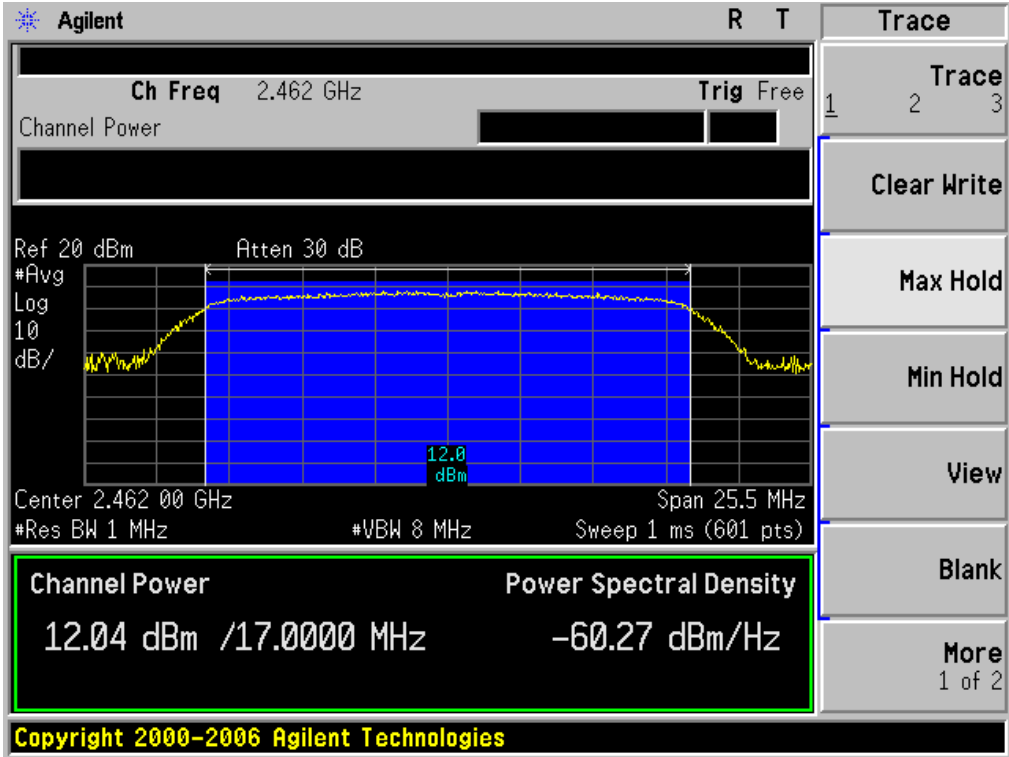 Agilent R T
Ch Freq 2.462 GHz Trig Free
Channel Power
Ref 20 dBm Atten 30 dB
#Avg
Log
10
dB/
12.0
dBm
Center 2.462 00 GHz Span 25.5 MHz
#Res BW 1 MHz #VBW 8 MHz Sweep 1 ms (601 pts)
Channel Power Power Spectral Density
12.04 dBm /17.0000 MHz -60.27 dBm/Hz
Copyright 2000-2006 Agilent Technologies
Trace
Trace
1 2 3
Clear Write
Max Hold
Min Hold
View
Blank
More
1 of 2